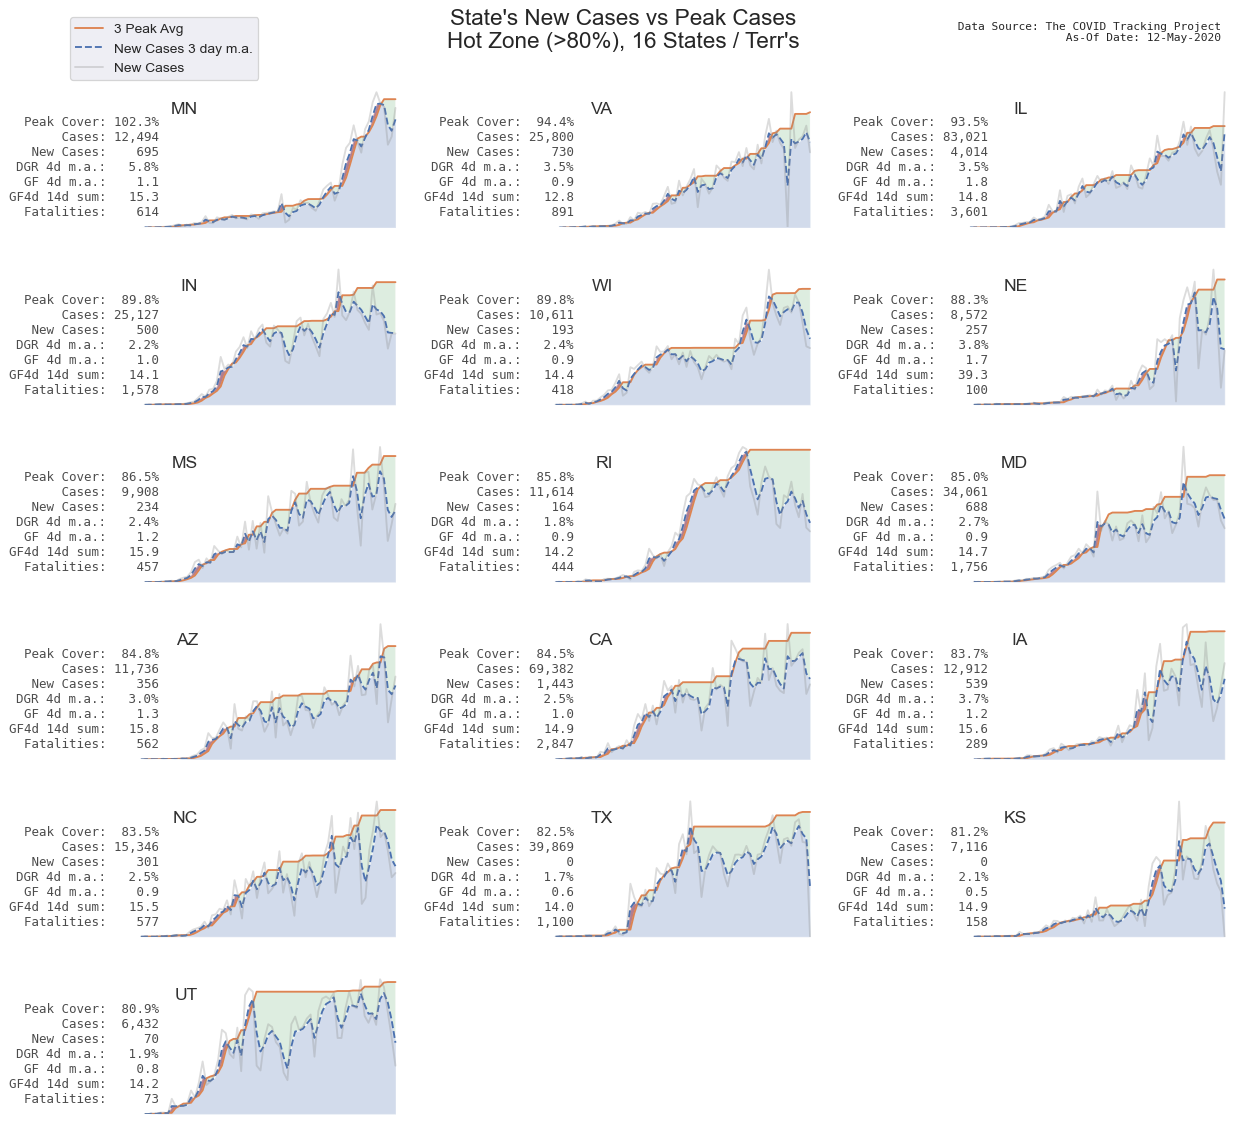 3 Peak Avg
New Cases 3 day m.a.
New Cases
State's New Cases vs Peak Cases
Hot Zone (>80%), 16 States / Terr's
Data Source: The COVID Tracking Project
As-Of Date: 12-May-2020
MN
Peak Cover: 102.3%
Cases: 12,494
New Cases: 695
DGR 4d m.a.: 5.8%
GF 4d m.a.: 1.1
GF4d 14d sum: 15.3
Fatalities: 614
VA
Peak Cover: 94.4%
Cases: 25,800
New Cases: 730
DGR 4d m.a.: 3.5%
GF 4d m.a.: 0.9
GF4d 14d sum: 12.8
Fatalities: 891
IL
Peak Cover: 93.5%
Cases: 83,021
New Cases: 4,014
DGR 4d m.a.: 3.5%
GF 4d m.a.: 1.8
GF4d 14d sum: 14.8
Fatalities: 3,601
IN
Peak Cover: 89.8%
Cases: 25,127
New Cases: 500
DGR 4d m.a.: 2.2%
GF 4d m.a.: 1.0
GF4d 14d sum: 14.1
Fatalities: 1,578
WI
Peak Cover: 89.8%
Cases: 10,611
New Cases: 193
DGR 4d m.a.: 2.4%
GF 4d m.a.: 0.9
GF4d 14d sum: 14.4
Fatalities: 418
NE
Peak Cover: 88.3%
Cases: 8,572
New Cases: 257
DGR 4d m.a.: 3.8%
GF 4d m.a.: 1.7
GF4d 14d sum: 39.3
Fatalities: 100
MS
Peak Cover: 86.5%
Cases: 9,908
New Cases: 234
DGR 4d m.a.: 2.4%
GF 4d m.a.: 1.2
GF4d 14d sum: 15.9
Fatalities: 457
RI
Peak Cover: 85.8%
Cases: 11,614
New Cases: 164
DGR 4d m.a.: 1.8%
GF 4d m.a.: 0.9
GF4d 14d sum: 14.2
Fatalities: 444
MD
Peak Cover: 85.0%
Cases: 34,061
New Cases: 688
DGR 4d m.a.: 2.7%
GF 4d m.a.: 0.9
GF4d 14d sum: 14.7
Fatalities: 1,756
AZ
Peak Cover: 84.8%
Cases: 11,736
New Cases: 356
DGR 4d m.a.: 3.0%
GF 4d m.a.: 1.3
GF4d 14d sum: 15.8
Fatalities: 562
CA
Peak Cover: 84.5%
Cases: 69,382
New Cases: 1,443
DGR 4d m.a.: 2.5%
GF 4d m.a.: 1.0
GF4d 14d sum: 14.9
Fatalities: 2,847
IA
Peak Cover: 83.7%
Cases: 12,912
New Cases: 539
DGR 4d m.a.: 3.7%
GF 4d m.a.: 1.2
GF4d 14d sum: 15.6
Fatalities: 289
NC
Peak Cover: 83.5%
Cases: 15,346
New Cases: 301
DGR 4d m.a.: 2.5%
GF 4d m.a.: 0.9
GF4d 14d sum: 15.5
Fatalities: 577
TX
Peak Cover: 82.5%
Cases: 39,869
New Cases: 0
DGR 4d m.a.: 1.7%
GF 4d m.a.: 0.6
GF4d 14d sum: 14.0
Fatalities: 1,100
KS
Peak Cover: 81.2%
Cases: 7,116
New Cases: 0
DGR 4d m.a.: 2.1%
GF 4d m.a.: 0.5
GF4d 14d sum: 14.9
Fatalities: 158
UT
Peak Cover: 80.9%
Cases: 6,432
New Cases: 70
DGR 4d m.a.: 1.9%
GF 4d m.a.: 0.8
GF4d 14d sum: 14.2
Fatalities: 73